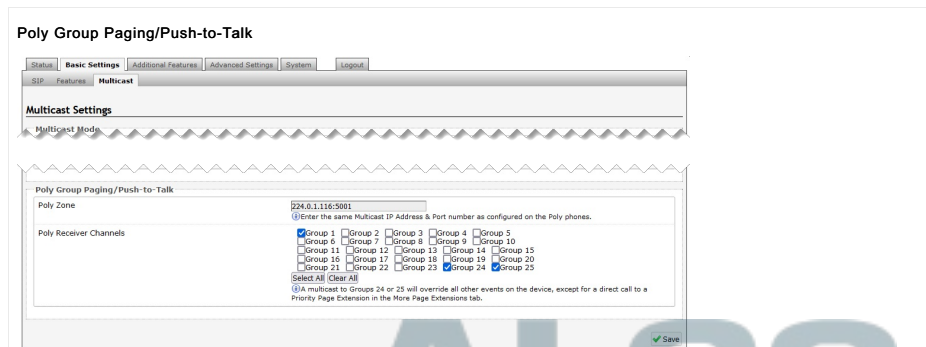 Poly Group Paging/Push-to-Talk
Status Basic Settings Additional Features Advanced Settings System Logout
SIP Features Multicast
Multicast Settings
Multicast Mode
Poly Group Paging/Push-to-Talk
Poly Zone 224.0.1.116:5001
Enter the same Multicast IP Address & Port number as configured on the Poly phones.
Poly Receiver Channels Group 1 Group 2 Group 3 Group 4 Group 5
Group 6 Group 7 Group 8 Group 9 Group 10
Group 11 Group 12 Group 13 Group 14 Group 15
Group 16 Group 17 Group 18 Group 19 Group 20
Group 21 Group 22 Group 23 Group 24 Group 25
Select All Clear All
A multicast to Groups 24 or 25 will override all other events on the device, except for a direct call to a
Priority Page Extension in the More Page Extensions tab.
Save